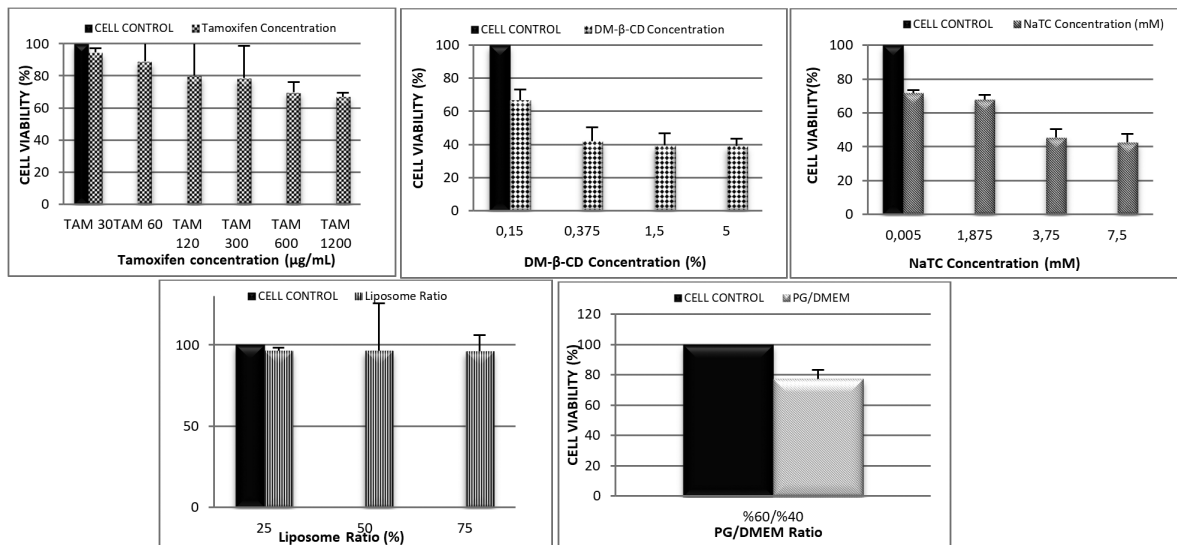 CELL CONTROL Tamoxifen Concentration
CELL VIABILITY (%)
100
80
60
40
20
0
TAM 30 TAM 60 TAM 120 TAM 300 TAM 600 TAM 1200
Tamoxifen concentration (µg/mL)
CELL CONTROL DM-β-CD Concentration
CELL VIABILITY (%)
100
80
60
40
20
0
0,15 0,375 1,5 5
DM-β-CD Concentration (%)
CELL CONTROL NaTC Concentration (mM)
CELL VIABILITY(%)
100
80
60
40
20
0
0,005 1,875 3,75 7,5
NaTC Concentration (mM)
CELL CONTROL Liposome Ratio
CELL VIABILITY (%)
100
50
0
25 50 75
Liposome Ratio (%)
CELL CONTROL PG/DMEM
CELL VIABILITY (%)
120
100
80
60
40
20
0
%60/%40
PG/DMEM Ratio